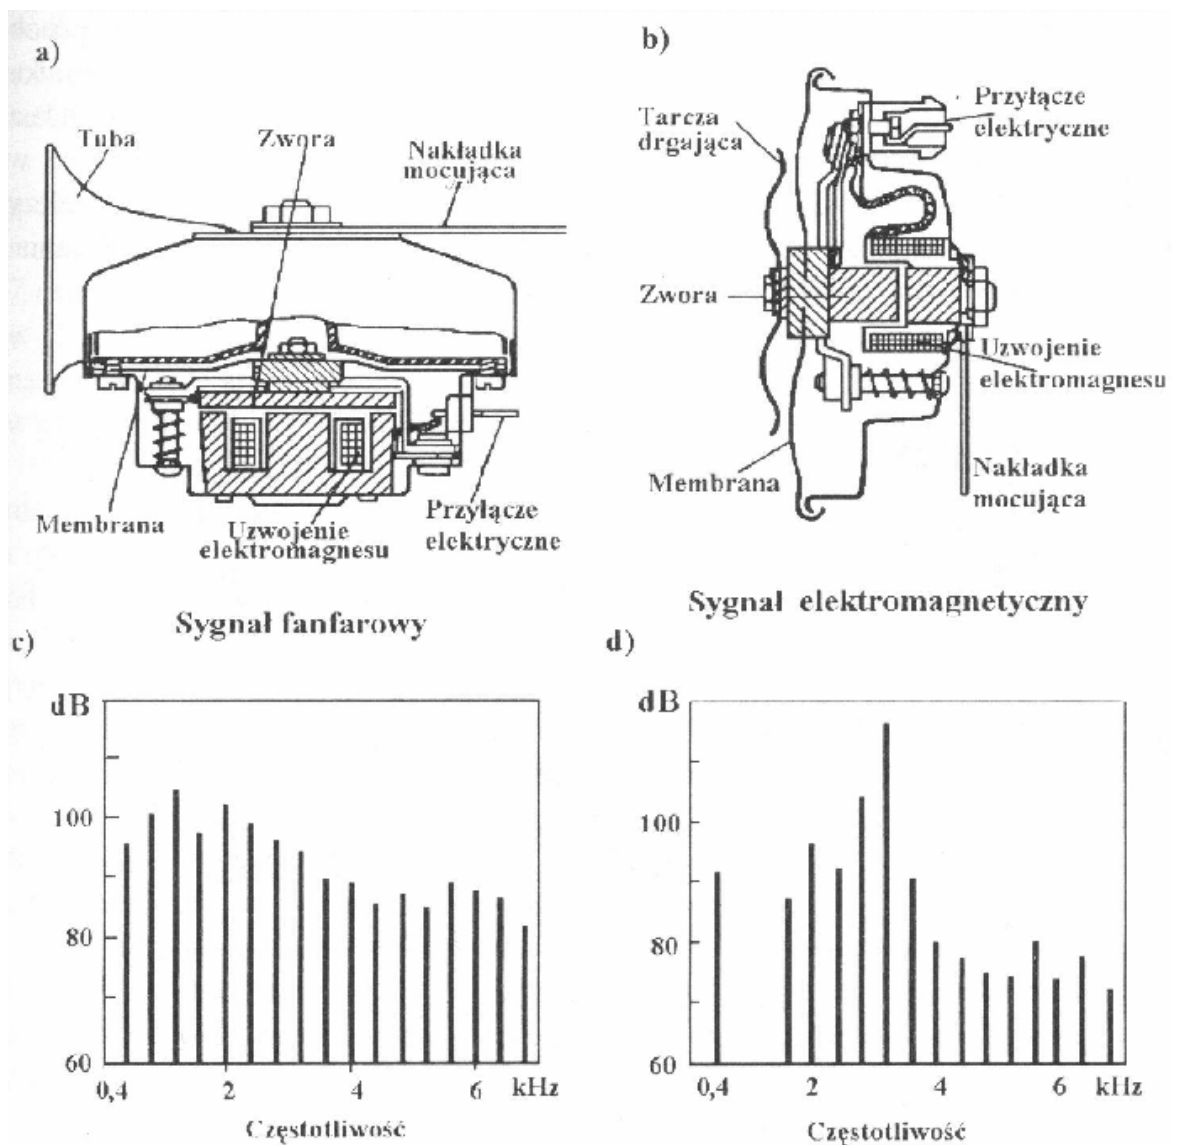 a)
Tuba
Zwora
Nakładka
mocująca
Membrana
Uzwojenie
elektromagnesu
Przyłącze
elektryczne
Sygnał fanfarowy
b)
Tarcza
drgająca
Przyłącze
elektryczne
Zwora
Uzwojenie
elektromagnesu
Membrana
Nakładka
mocująca
Sygnał elektromagnetyczny
c)
dB
100
80
60
0,4 2 4 6 kHz
Częstotliwość
d)
dB
100
80
60
0,4 2 4 6 kHz
Częstotliwość